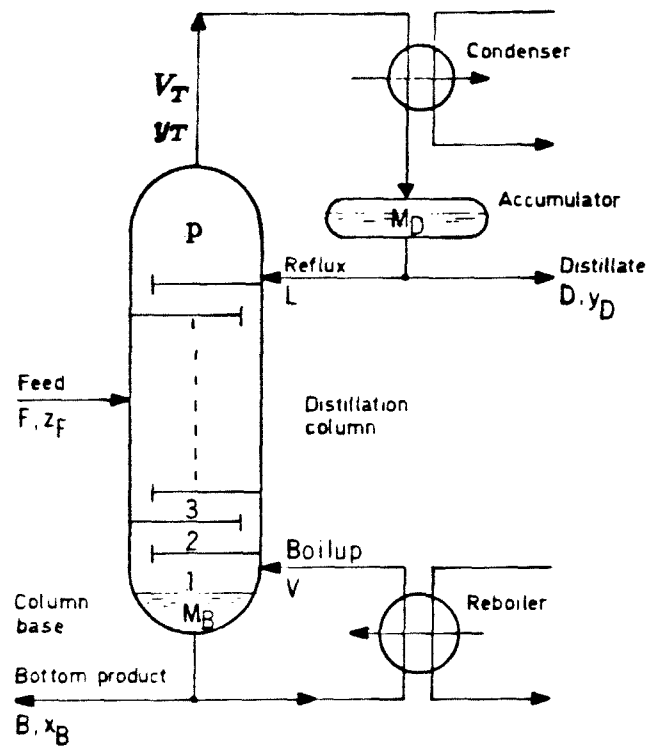 Condenser
V_T
y_T
Accumulator
M_D
p
Reflux
L
Distillate
D, y_D
Feed
F, z_F
Distillation
column
3
2
1
Boilup
V
Column
base
M_B
Reboiler
Bottom product
B, x_B